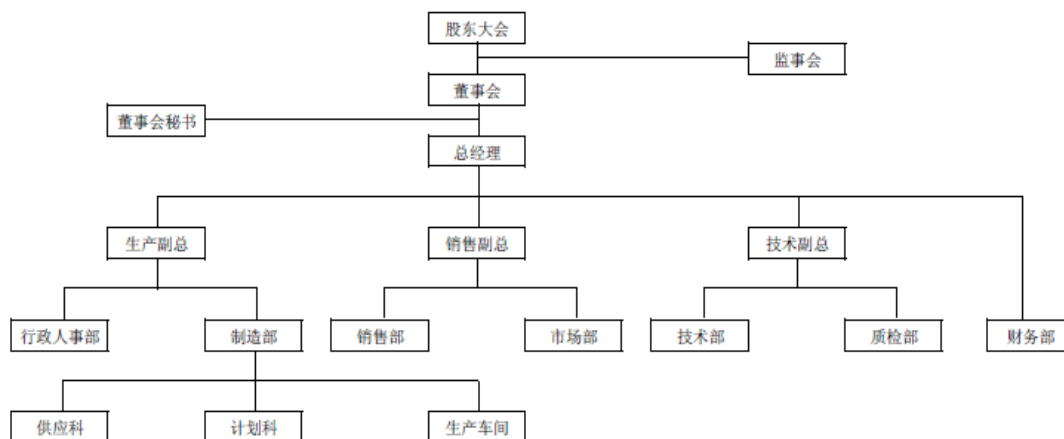 股东大会
监事会
董事会
董事会秘书
总经理
生产副总
销售副总
技术副总
行政人事部
制造部
销售部
市场部
技术部
质检部
财务部
供应科
计划科
生产车间